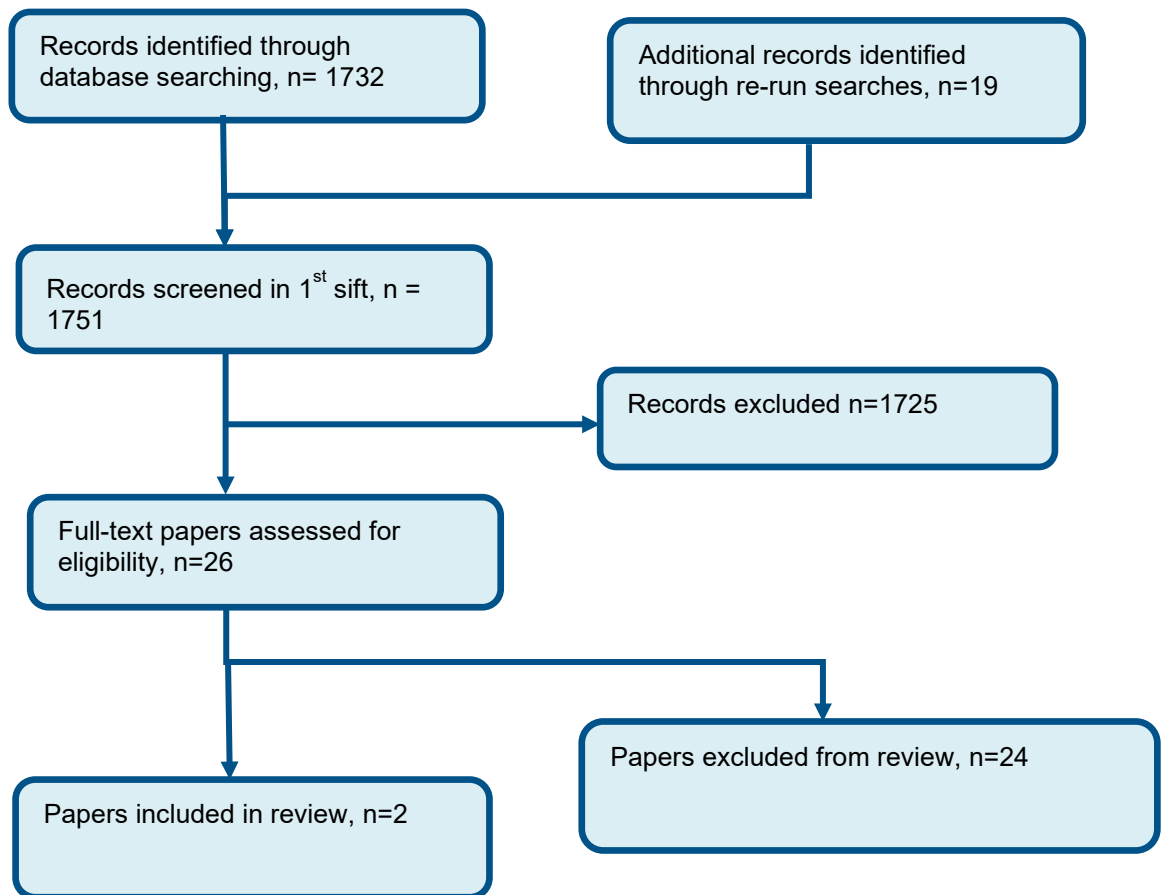 Records identified through
database searching, n= 1732
Additional records identified
through re-run searches, n=19
Records screened in 1st sift, n =
1751
Records excluded n=1725
Full-text papers assessed for
eligibility, n=26
Papers excluded from review, n=24
Papers included in review, n=2